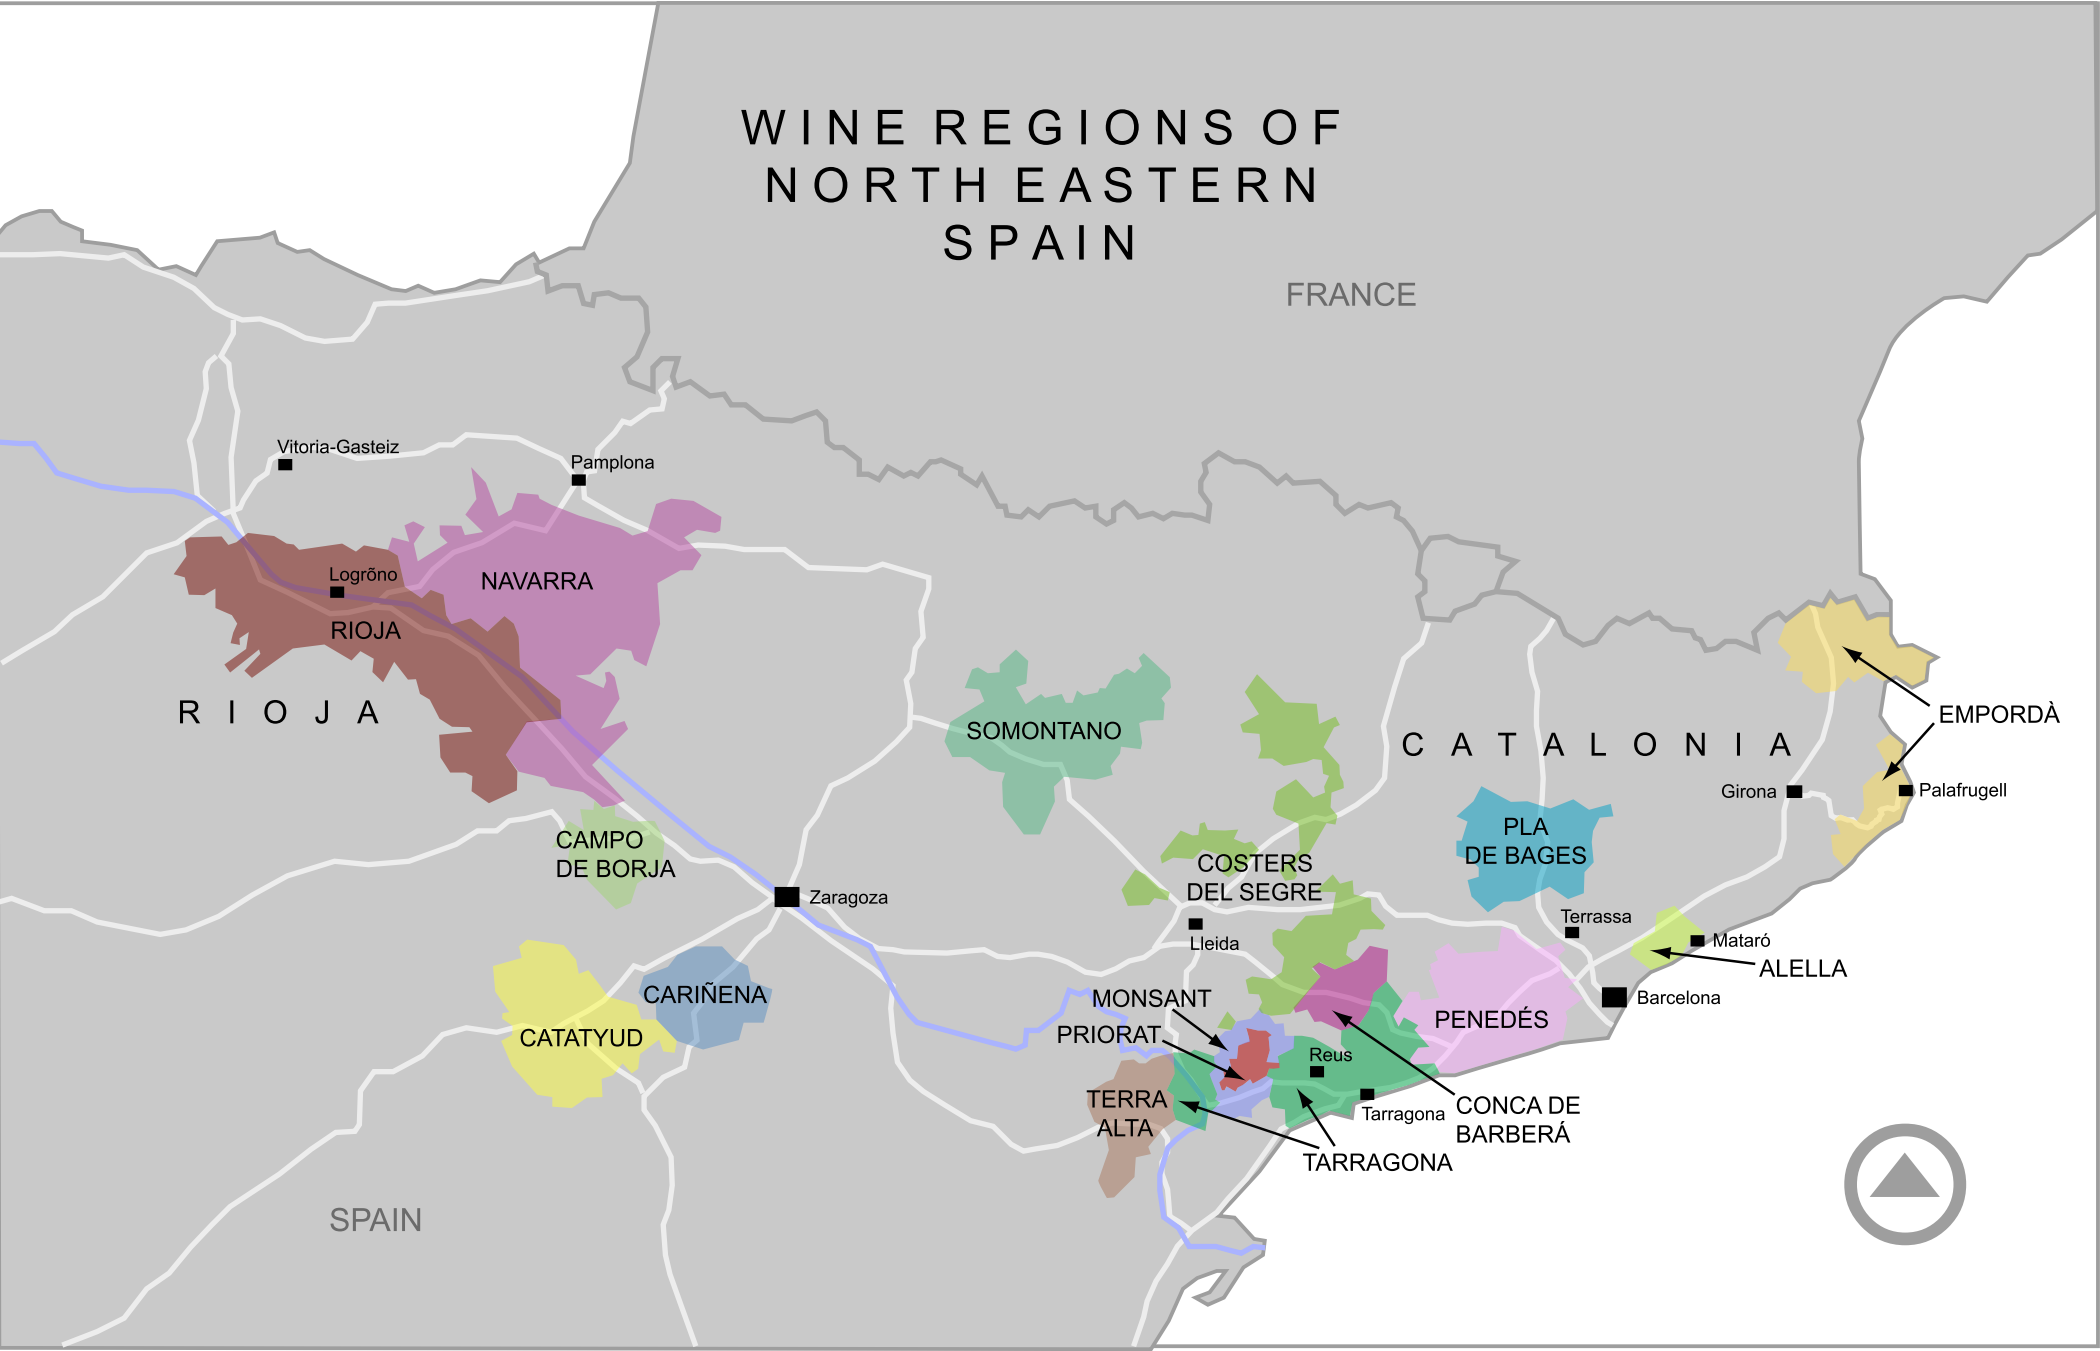 WINE REGIONS OF
NORTH EASTERN
SPAIN
FRANCE
Vitoria-Gasteiz
Pamplona
Logrõno
NAVARRA
RIOJA
RIOJA
SOMONTANO
CATALONIA
EMPORDÀ
Girona
Palafrugell
CAMPO
DE BORJA
PLA
DE BAGES
COSTERS
DEL SEGRE
Zaragoza
Terrassa
Lleida
Mataró
ALELLA
CARIÑENA
MONSANT
Barcelona
CATATYUD
PRIORAT
PENEDÉS
Reus
TERRA
ALTA
Tarragona
CONCA DE
BARBERÁ
TARRAGONA
SPAIN